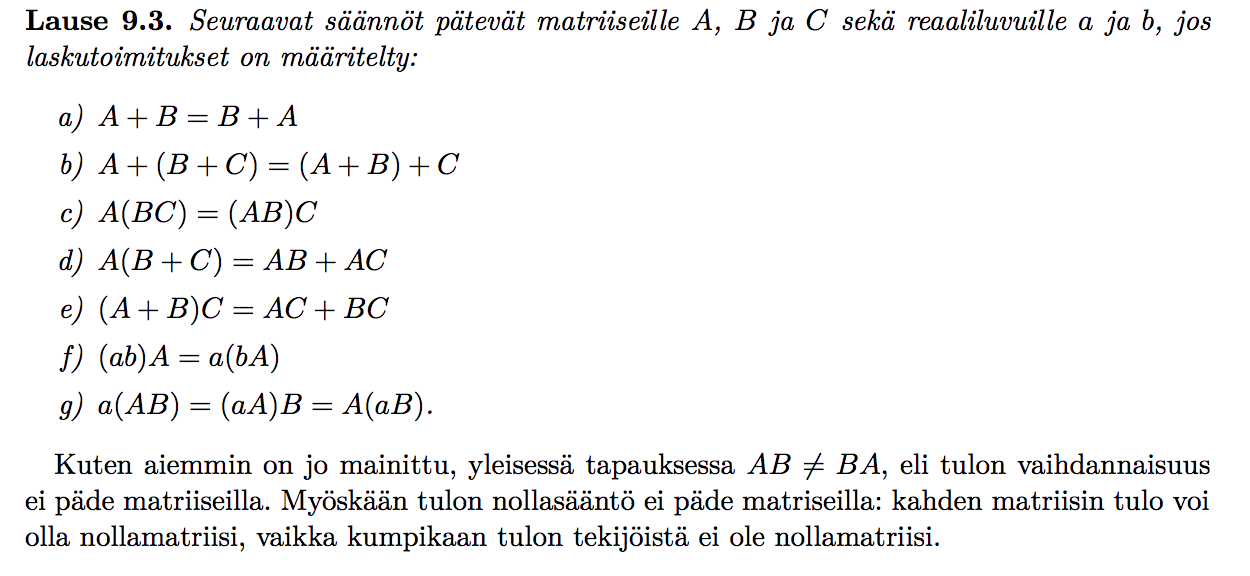 Lause 9.3. Seuraavat säännöt pätevät matriiseille A, B ja C sekä reaaliluvuille a ja b, jos
laskutoimitukset on määritelty:
a) A + B = B + A
b) A + (B + C) = (A + B) + C
c) A(BC) = (AB)C
d) A(B + C) = AB + AC
e) (A + B)C = AC + BC
f) (ab)A = a(bA)
g) a(AB) = (aA)B = A(aB).
Kuten aiemmin on jo mainittu, yleisessä tapauksessa AB ≠ BA, eli tulon vaihdannaisuus
ei päde matriiseilla. Myöskään tulon nollasääntö ei päde matriseilla: kahden matriisin tulo voi
olla nollamatriisi, vaikka kumpikaan tulon tekijöistä ei ole nollamatriisi.